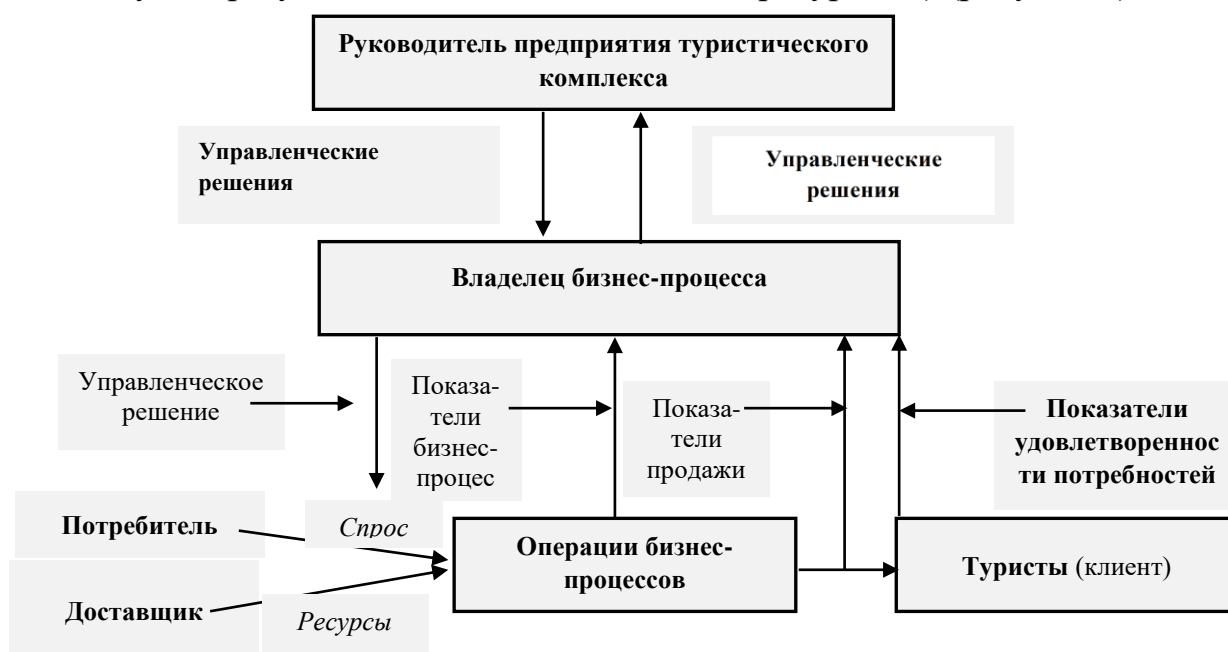 Руководитель предприятия туристического
комплекса
Управленческие
решения
Управленческие
решения
Владелец бизнес-процесса
Управленческое
решение
Показа-
тели
бизнес-
процес
Показа-
тели
продажи
Показатели
удовлетвореннос
ти потребностей
Потребитель
Спрос
Операции бизнес-
процессов
Туристы (клиент)
Доставщик
Ресурсы